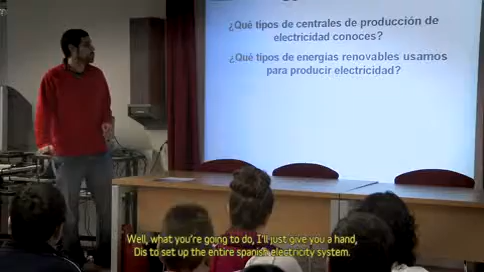 ¿Qué tipos de centrales de producción de
electricidad conoces?
¿Qué tipos de energías renovables usamos
para producir electricidad?
Well, what you're going to do, I'll just give you a hand,
Dis to set up the entire spanish electricity system.